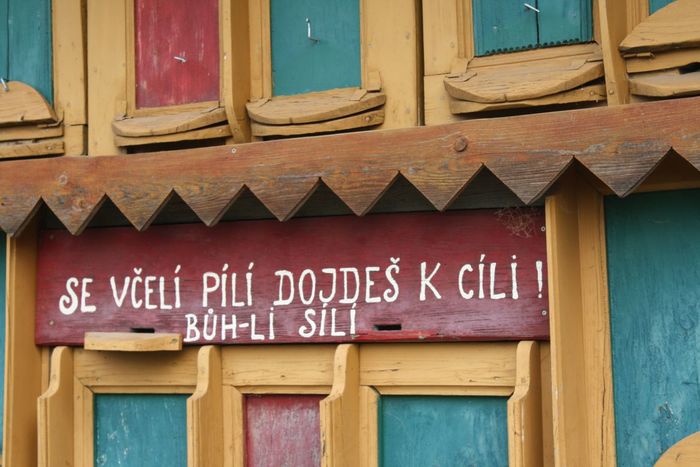 SE VČELÍ PÍLÍ DOJDEŠ K CÍLI !
BŮH-LI SÍLÍ